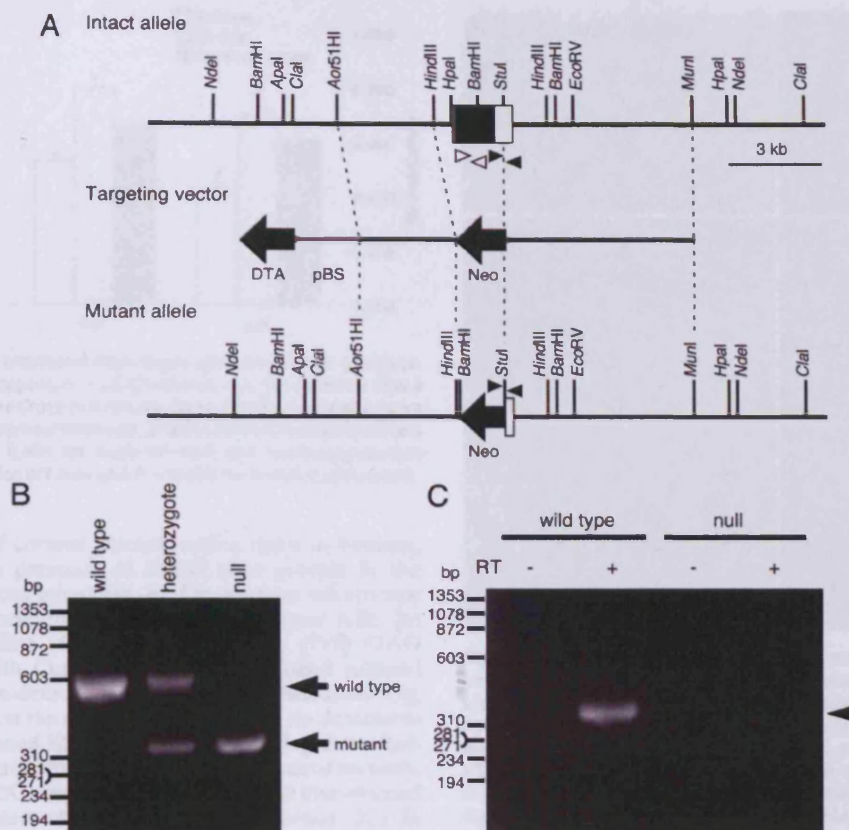 A
Intact allele
NdeI BamHI ApaI ClaI Aor51HI HindIII HpaI BamHI StuI HindIII BamHI EcoRV MunI HpaI NdeI ClaI
3 kb
Targeting vector
DTA pBS Neo
Mutant allele
NdeI BamHI ApaI ClaI Aor51HI HindIII BamHI StuI HindIII BamHI EcoRV MunI HpaI NdeI ClaI
Neo
B
wild type heterozygote null
bp
1353
1078
872
603
310
281
271
234
194
wild type
mutant
C
wild type null
bp RT - + - +
1353
1078
872
603
310
281
271
234
194